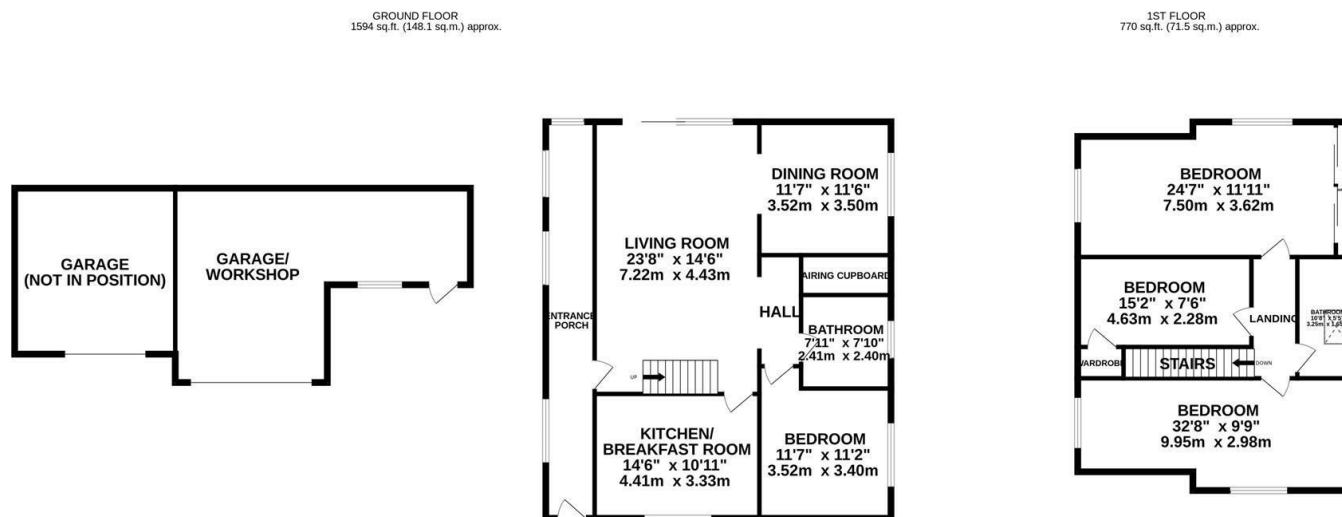 GROUND FLOOR
1594 sq.ft. (148.1 sq.m.) approx.
1ST FLOOR
770 sq.ft. (71.5 sq.m.) approx.
GARAGE
(NOT IN POSITION)
GARAGE/
WORKSHOP
ENTRANCE
PORCH
LIVING ROOM
23'8" x 14'6"
7.22m x 4.43m
DINING ROOM
11'7" x 11'6"
3.52m x 3.50m
AIRING CUPBOARD
HALL
BATHROOM
7'11" x 7'10"
2.41m x 2.40m
UP
KITCHEN/
BREAKFAST ROOM
14'6" x 10'11"
4.41m x 3.33m
BEDROOM
11'7" x 11'2"
3.52m x 3.40m
BEDROOM
24'7" x 11'11"
7.50m x 3.62m
BEDROOM
15'2" x 7'6"
4.63m x 2.28m
LANDING
BATHROOM
10'8" x 5'5"
WARDROBE
STAIRS
DOWN
BEDROOM
32'8" x 9'9"
9.95m x 2.98m